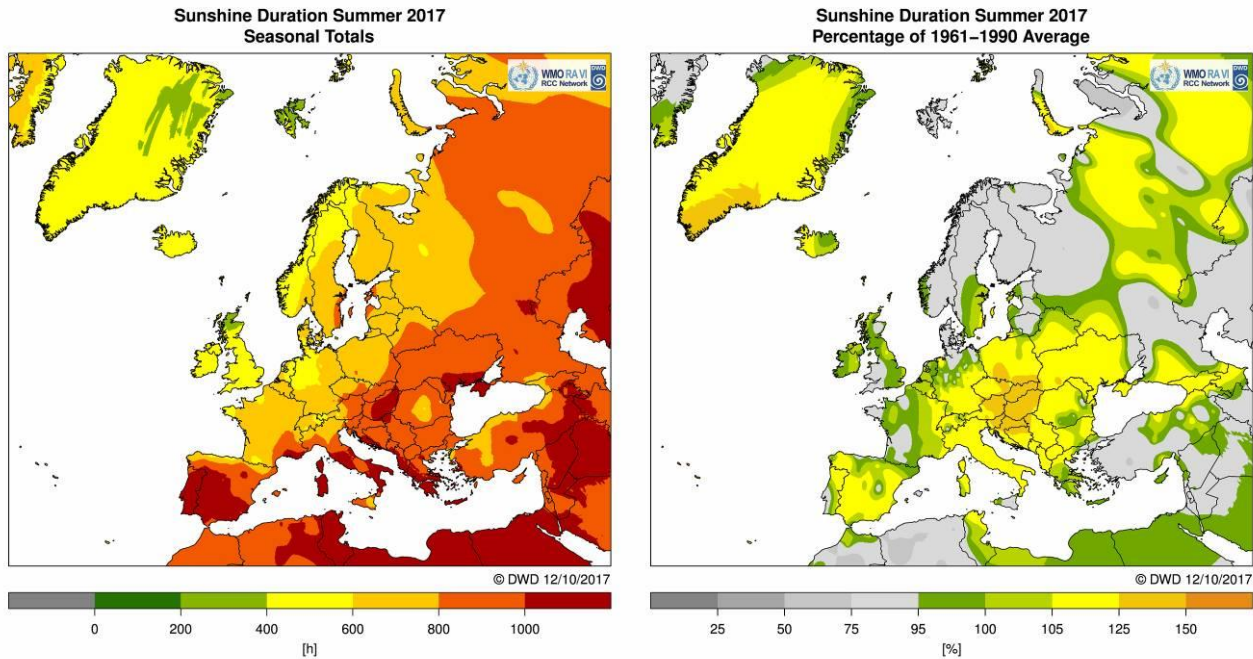 Sunshine Duration Summer 2017
Seasonal Totals
WMO RA VI
RCC Network
DWD
© DWD 12/10/2017
0 200 400 600 800 1000
[h]
Sunshine Duration Summer 2017
Percentage of 1961–1990 Average
WMO RA VI
RCC Network
DWD
© DWD 12/10/2017
25 50 75 95 100 105 125 150
[%]